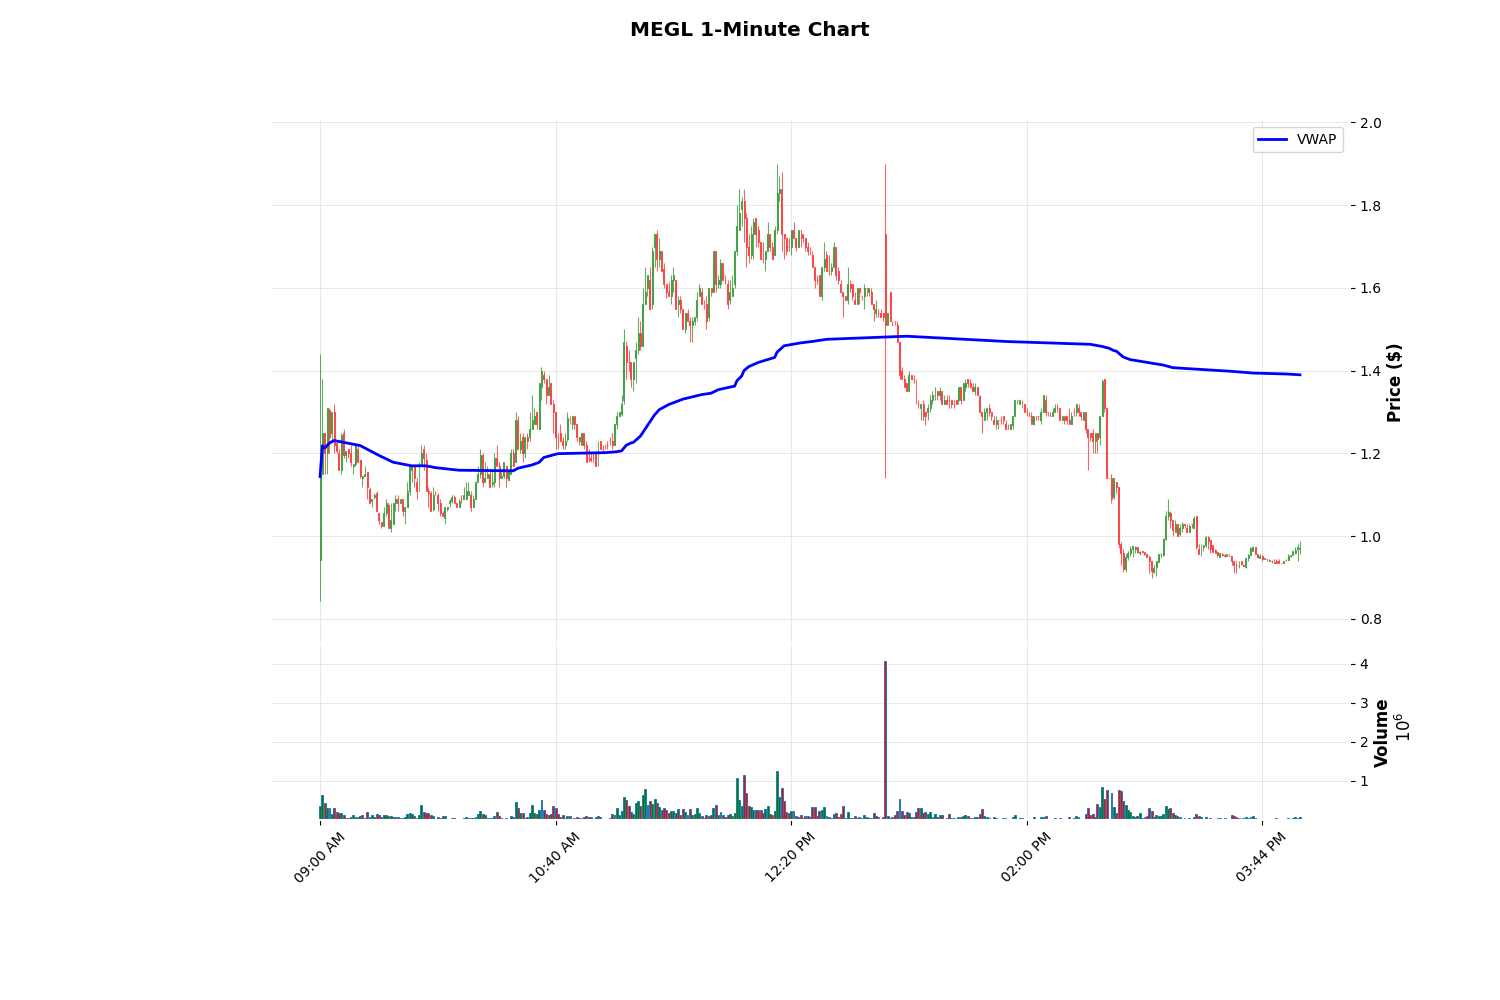 MEGL 1-Minute Chart
VWAP
2.0
1.8
1.6
1.4
1.2
1.0
0.8
Price ($)
4
3
2
1
Volume
10^6
09:00 AM
10:40 AM
12:20 PM
02:00 PM
03:44 PM